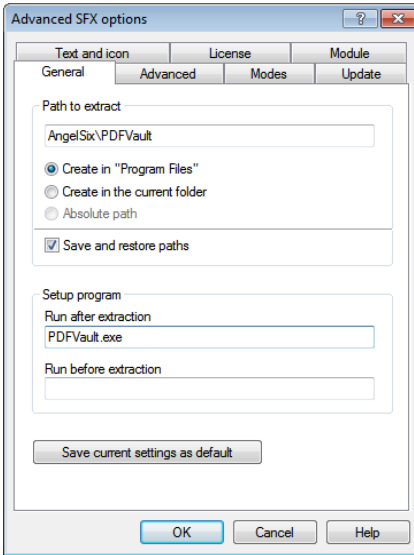 Advanced SFX options
Text and icon License Module
General Advanced Modes Update
Path to extract
AngelSix\PDFVault
Create in "Program Files"
Create in the current folder
Absolute path
Save and restore paths
Setup program
Run after extraction
PDFVault.exe
Run before extraction
Save current settings as default
OK Cancel Help